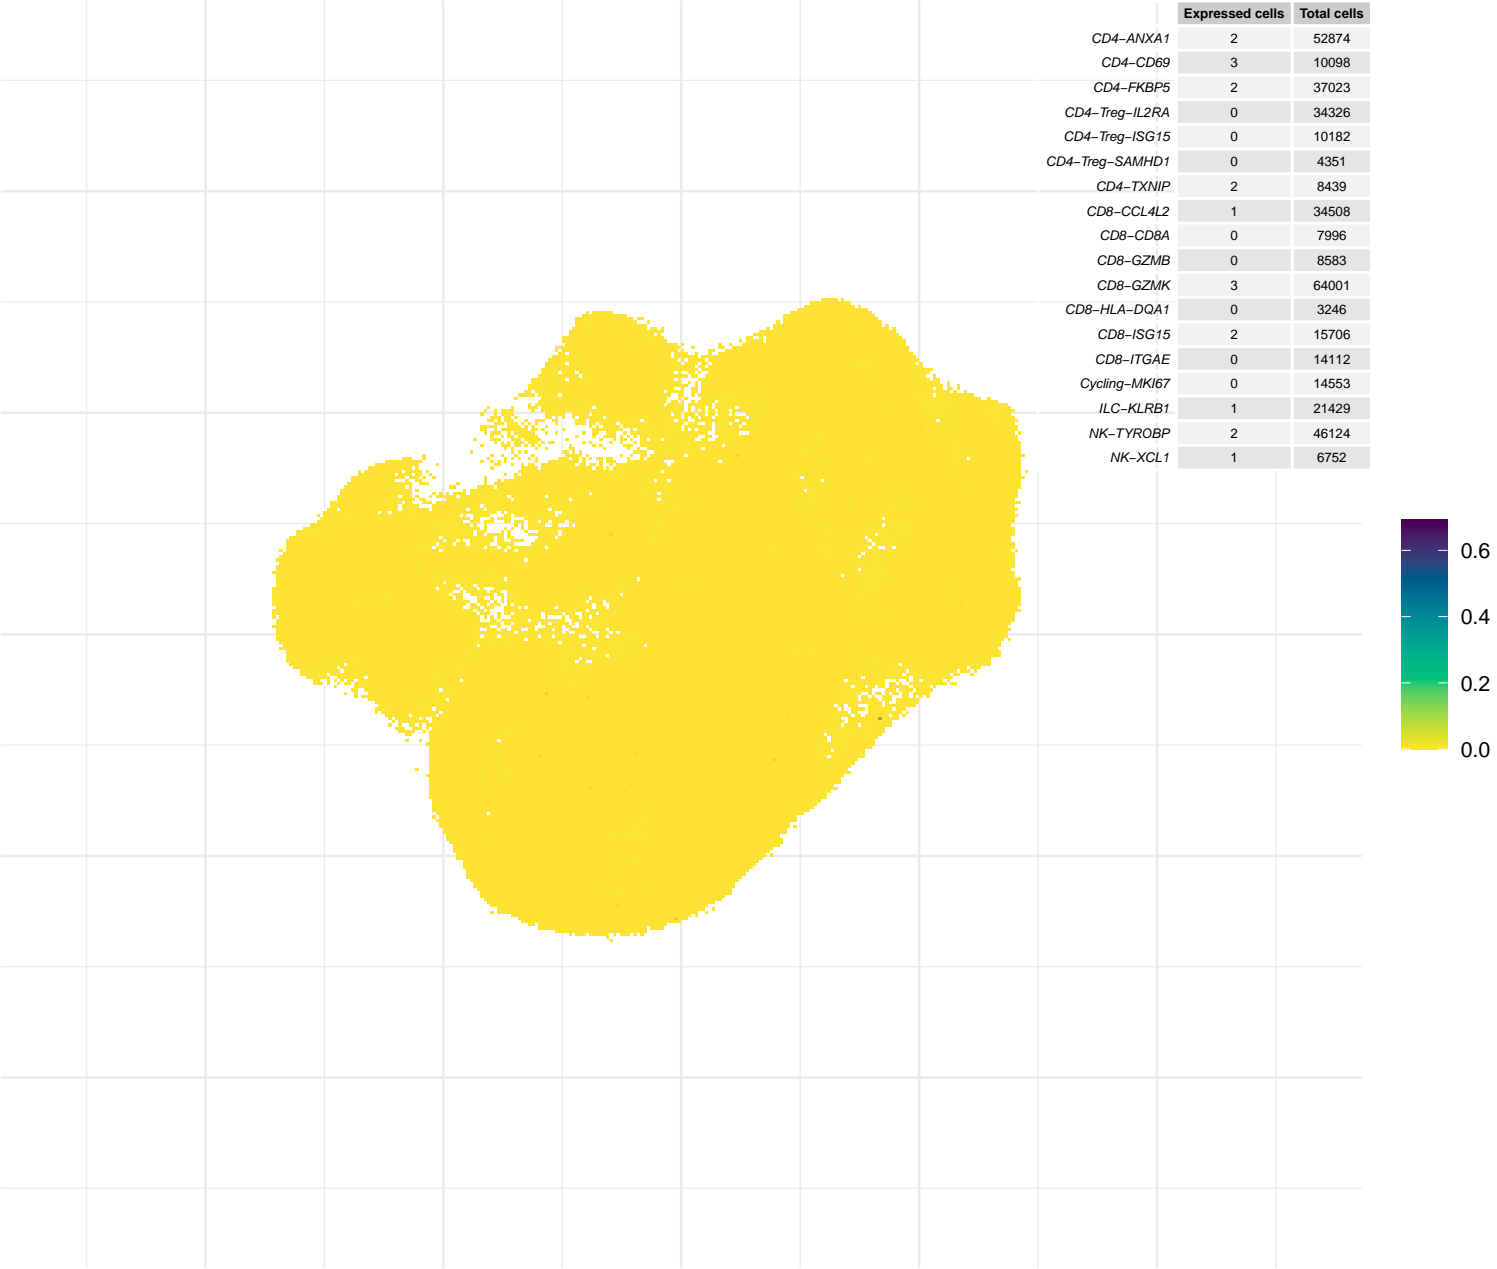 Expressed cells Total cells
CD4−ANXA1 2 52874
CD4−CD69 3 10098
CD4−FKBP5 2 37023
CD4−Treg−IL2RA 0 34326
CD4−Treg−ISG15 0 10182
CD4−Treg−SAMHD1 0 4351
CD4−TXNIP 2 8439
CD8−CCL4L2 1 34508
CD8−CD8A 0 7996
CD8−GZMB 0 8583
CD8−GZMK 3 64001
CD8−HLA−DQA1 0 3246
CD8−ISG15 2 15706
CD8−ITGAE 0 14112
Cycling−MKI67 0 14553
ILC−KLRB1 1 21429
NK−TYROBP 2 46124
NK−XCL1 1 6752
0.6
0.4
0.2
0.0